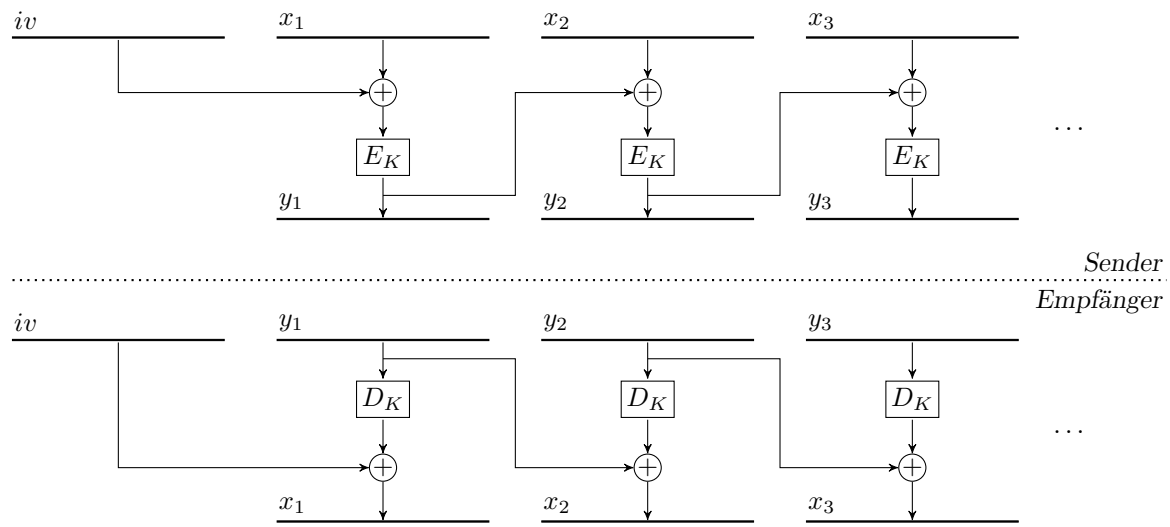 iv x₁ x₂ x₃
+ + +
E_K E_K E_K ...
y₁ y₂ y₃
Sender
Empfänger
iv y₁ y₂ y₃
D_K D_K D_K ...
+ + +
x₁ x₂ x₃